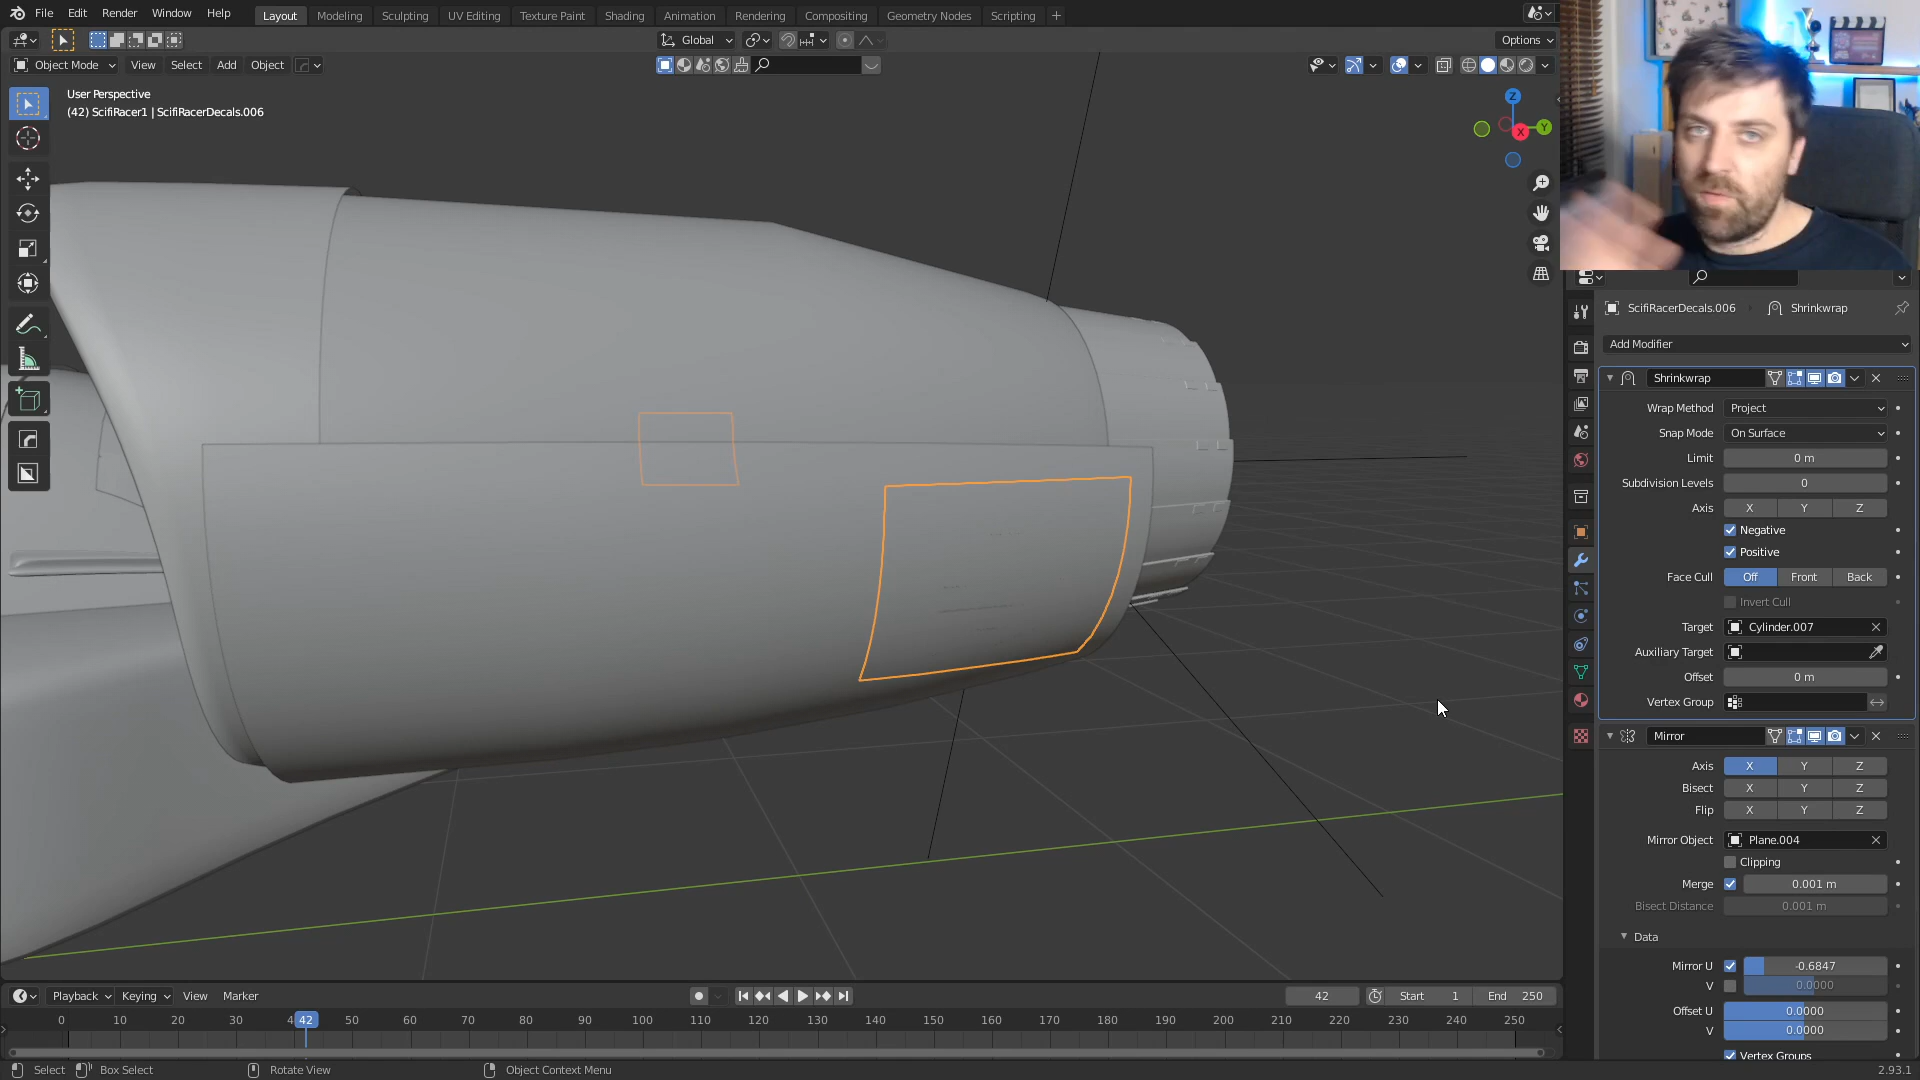 File Edit Render Window Help Layout Modeling Sculpting UV Editing Texture Paint Shading Animation Rendering Compositing Geometry Nodes Scripting +
Global Options
Object Mode View Select Add Object
User Perspective
(42) ScifiRacer1 | ScifiRacerDecals.006
Z
X Y
ScifiRacerDecals.006 Shrinkwrap
Add Modifier
Shrinkwrap
Wrap Method Project
Snap Mode On Surface
Limit 0 m
Subdivision Levels 0
Axis X Y Z
Negative
Positive
Face Cull Off Front Back
Invert Cull
Target Cylinder.007
Auxiliary Target
Offset 0 m
Vertex Group
Mirror
Axis X Y Z
Bisect X Y Z
Flip X Y Z
Mirror Object Plane.004
Clipping
Merge 0.001 m
Bisect Distance 0.001 m
Data
Mirror U -0.6847
V 0.0000
Offset U 0.0000
V 0.0000
Vertex Groups
Playback Keying View Marker 42 Start 1 End 250
0 10 20 30 4 42 50 60 70 80 90 100 110 120 130 140 150 160 170 180 190 200 210 220 230 240 250
Select Box Select Rotate View Object Context Menu 2.93.1